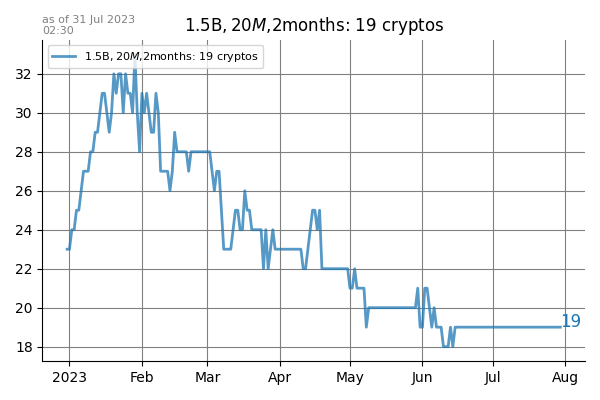 as of 31 Jul 2023
02:30
1.5B, 20M,2months: 19 cryptos
1.5B, 20M,2months: 19 cryptos
32
30
28
26
24
22
20
18
19
2023 Feb Mar Apr May Jun Jul Aug